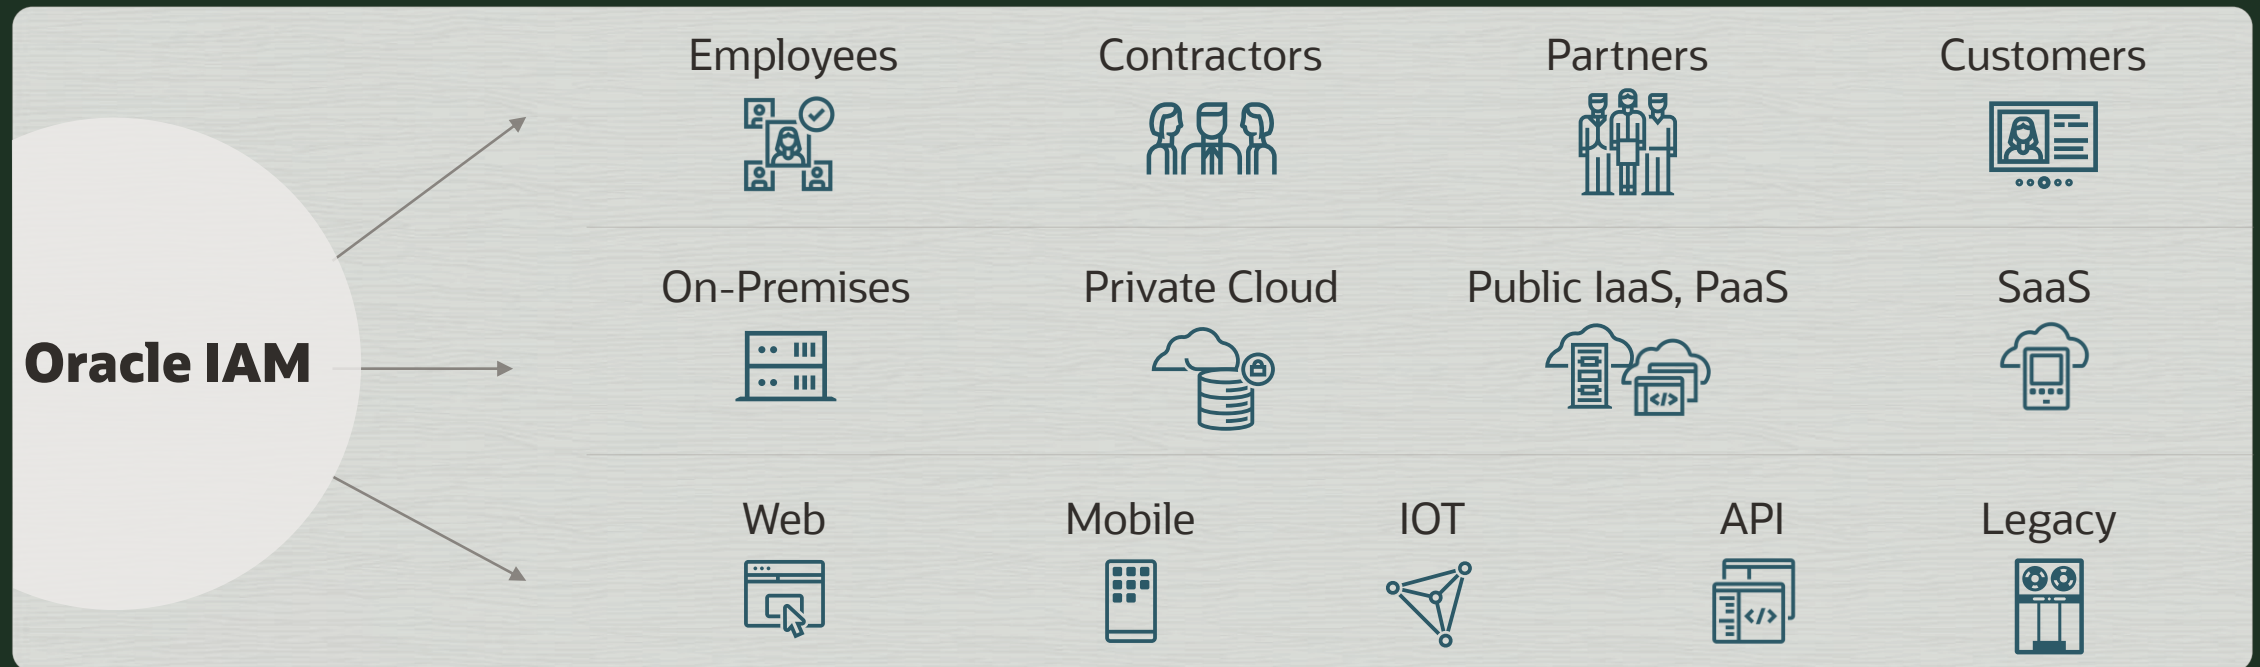 Employees Contractors Partners Customers
On-Premises Private Cloud Public IaaS, PaaS SaaS
Oracle IAM
Web Mobile IOT API Legacy